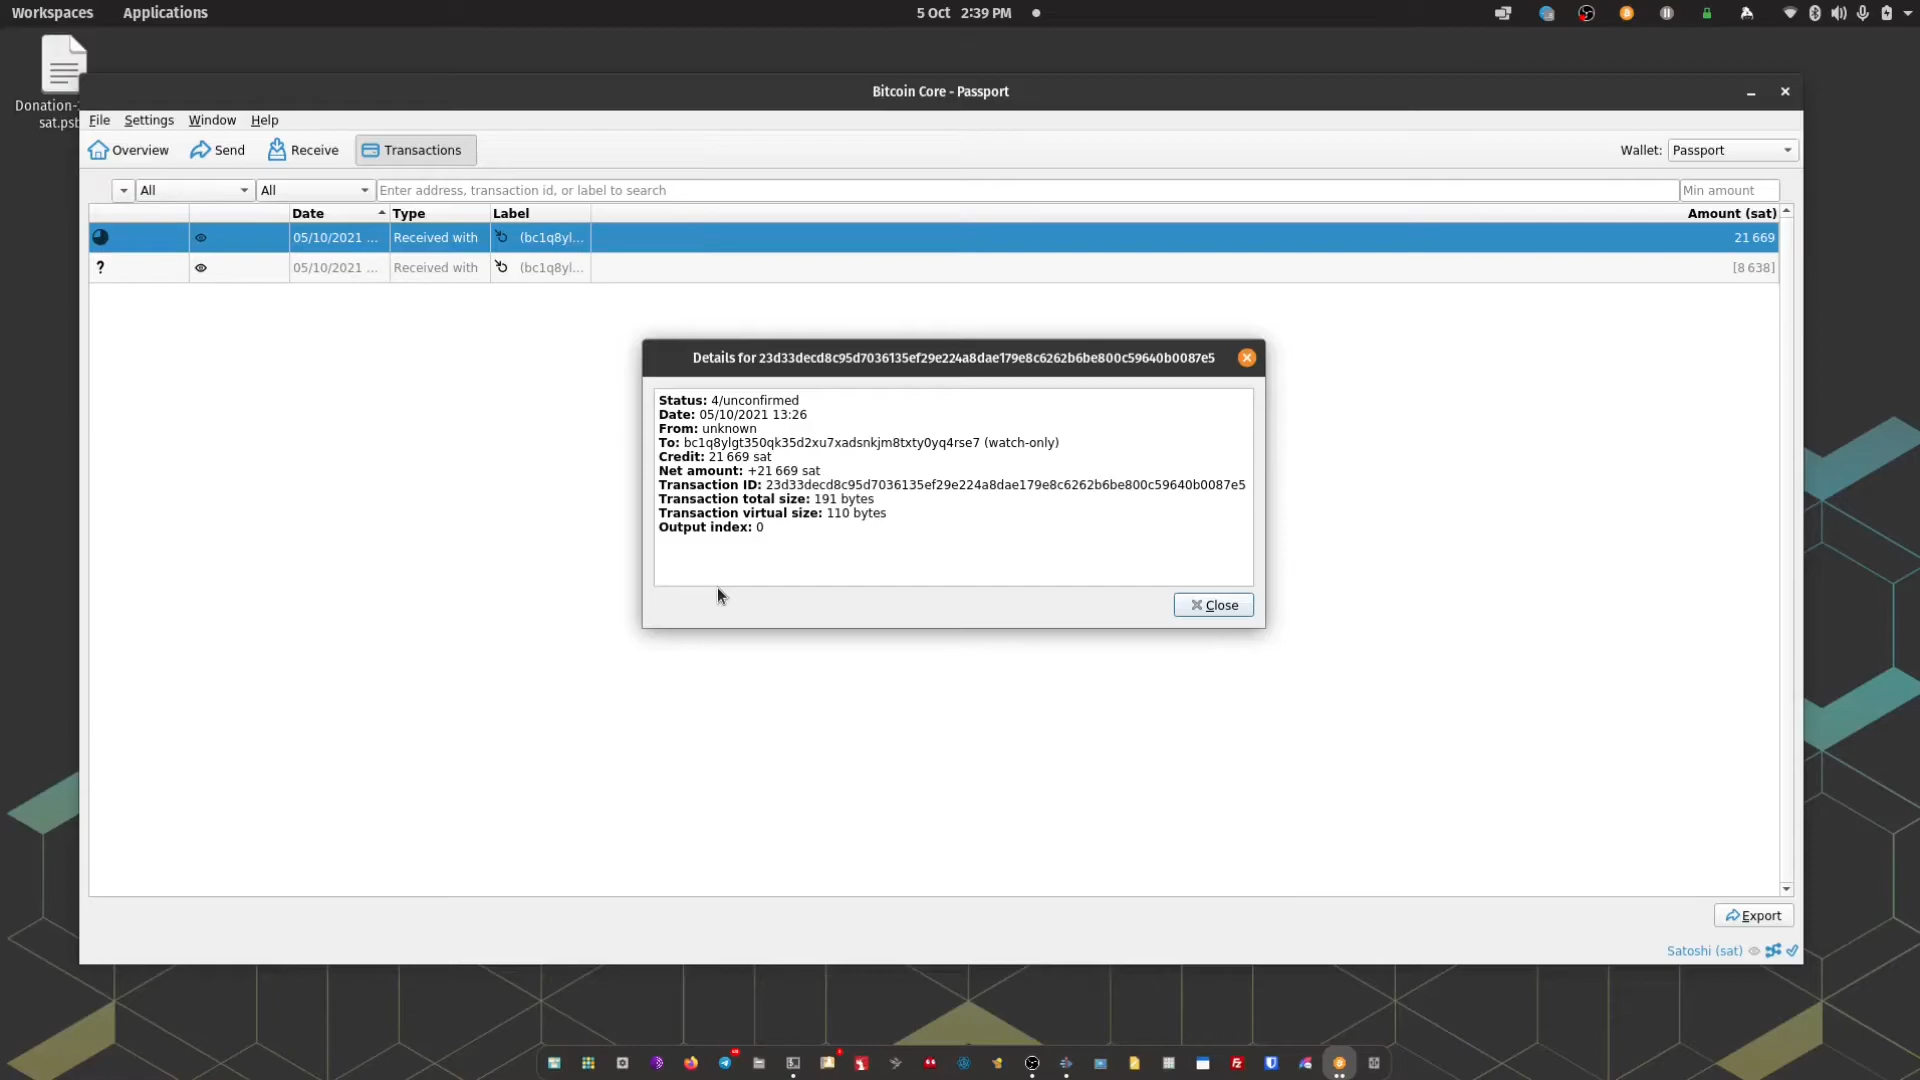 Workspaces Applications 5 Oct 2:39 PM
Donation-
sat.psb
Bitcoin Core - Passport
File Settings Window Help
Overview Send Receive Transactions Wallet: Passport
All All Enter address, transaction id, or label to search Min amount
Date Type Label Amount (sat)
05/10/2021 ... Received with (bc1q8yl... 21 669
? 05/10/2021 ... Received with (bc1q8yl... [8 638]
Details for 23d33decd8c95d7036135ef29e224a8dae179e8c6262b6be800c59640b0087e5
Status: 4/unconfirmed
Date: 05/10/2021 13:26
From: unknown
To: bc1q8ylgt350qk35d2xu7xadsnkjm8txty0yq4rse7 (watch-only)
Credit: 21 669 sat
Net amount: +21 669 sat
Transaction ID: 23d33decd8c95d7036135ef29e224a8dae179e8c6262b6be800c59640b0087e5
Transaction total size: 191 bytes
Transaction virtual size: 110 bytes
Output index: 0
Close
Export
Satoshi (sat)